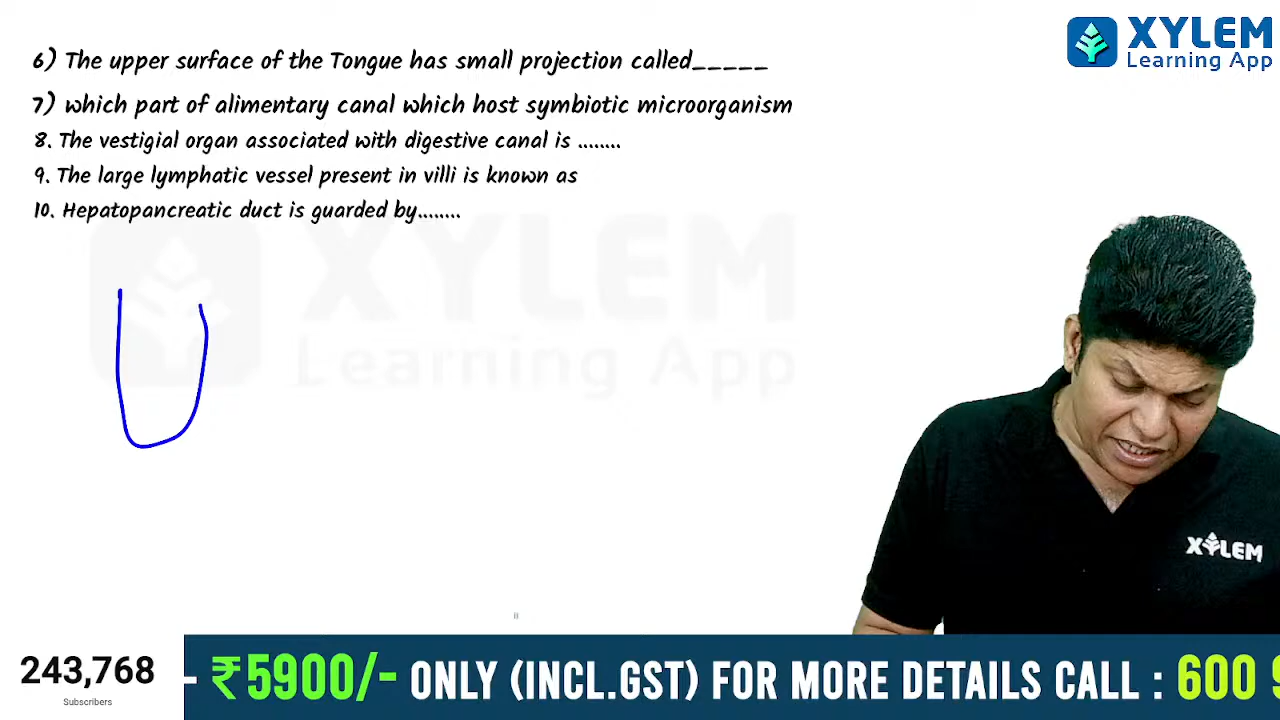 XYLEM
Learning App
6) The upper surface of the Tongue has small projection called_____
7) which part of alimentary canal which host symbiotic microorganism
8. The vestigial organ associated with digestive canal is ........
9. The large lymphatic vessel present in villi is known as
10. Hepatopancreatic duct is guarded by........
XYLEM
Learning App
XYLEM
243,768
Subscribers
- ₹5900/- ONLY (INCL.GST) FOR MORE DETAILS CALL : 600 9